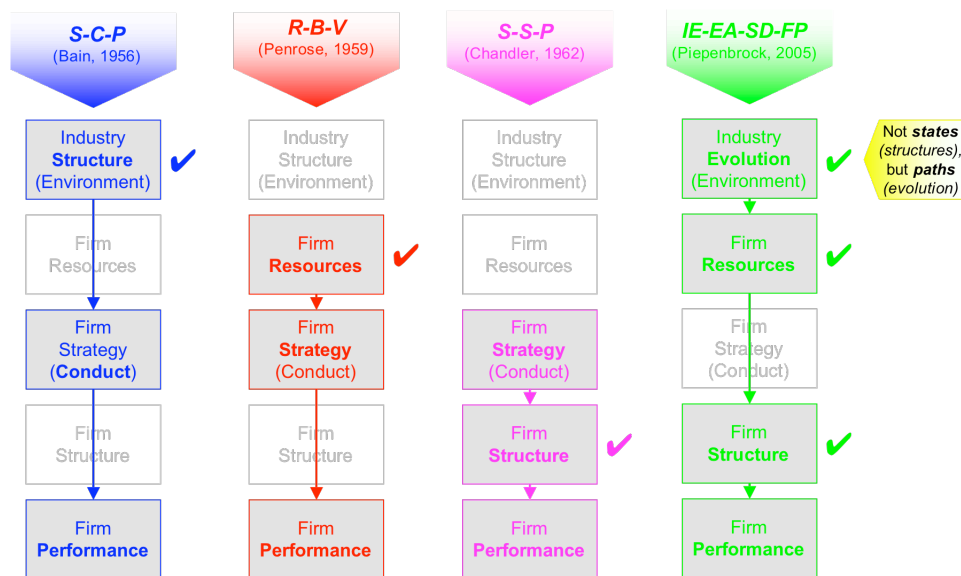 S-C-P
(Bain, 1956)
Industry
Structure
(Environment)
Firm
Resources
Firm
Strategy
(Conduct)
Firm
Structure
Firm
Performance
R-B-V
(Penrose, 1959)
Industry
Structure
(Environment)
Firm
Resources
Firm
Strategy
(Conduct)
Firm
Structure
Firm
Performance
S-S-P
(Chandler, 1962)
Industry
Structure
(Environment)
Firm
Resources
Firm
Strategy
(Conduct)
Firm
Structure
Firm
Performance
IE-EA-SD-FP
(Piepenbrock, 2005)
Industry
Evolution
(Environment)
Firm
Resources
Firm
Strategy
(Conduct)
Firm
Structure
Firm
Performance
Not states
(structures),
but paths
(evolution)